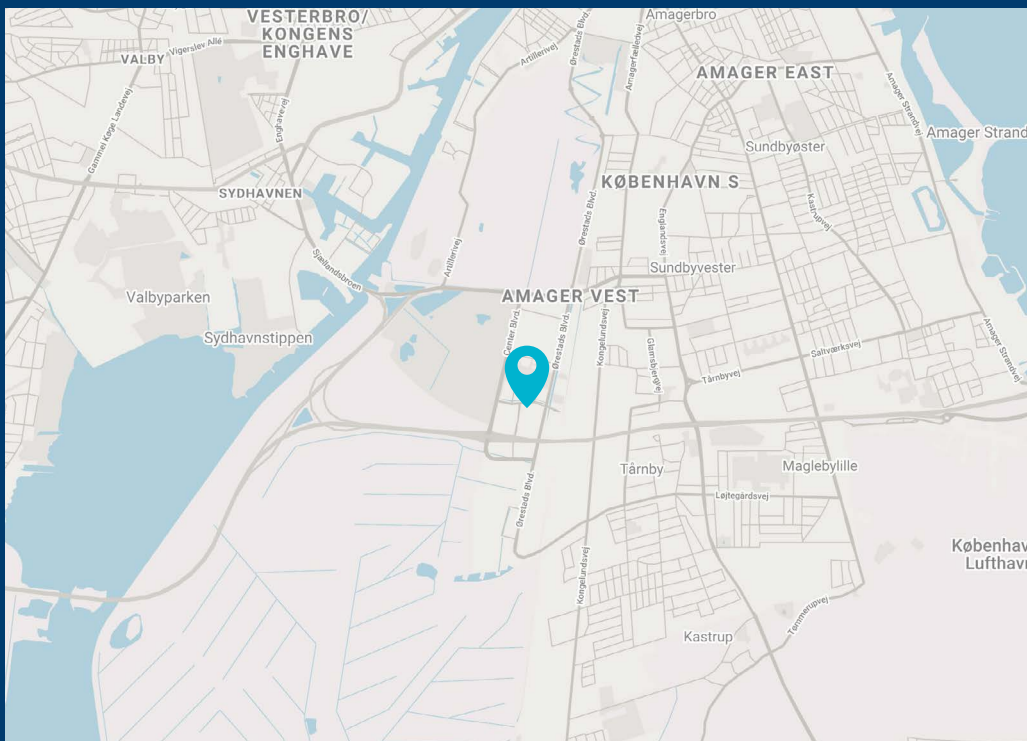 VESTERBRO/
KONGENS
ENGHAVE
Amagerbro
Vigerslev Allé
VALBY
Artillerivej
Ørestads Blvd.
Amagerfælledvej
AMAGER EAST
Amager Strandvej
Gammel Køge Landevej
Enghavevej
Sundbyøster
Amager Strand
SYDHAVNEN
KØBENHAVN S
Kastrupvej
Ørestads Blvd.
Englandsvej
Sjællandsbroen
Artillerivej
Sundbyvester
Valbyparken
AMAGER VEST
Sydhavnstippen
Center Blvd.
Ørestads Blvd.
Kongelundsvej
Glamsbjergvej
Saltværksvej
Amager Strandvej
Tårnbyvej
Tårnby
Maglebylille
Løjtegårdsvej
Ørestads Blvd.
Københav
Lufthavn
Kongelundsvej
Tømmerupvej
Kastrup